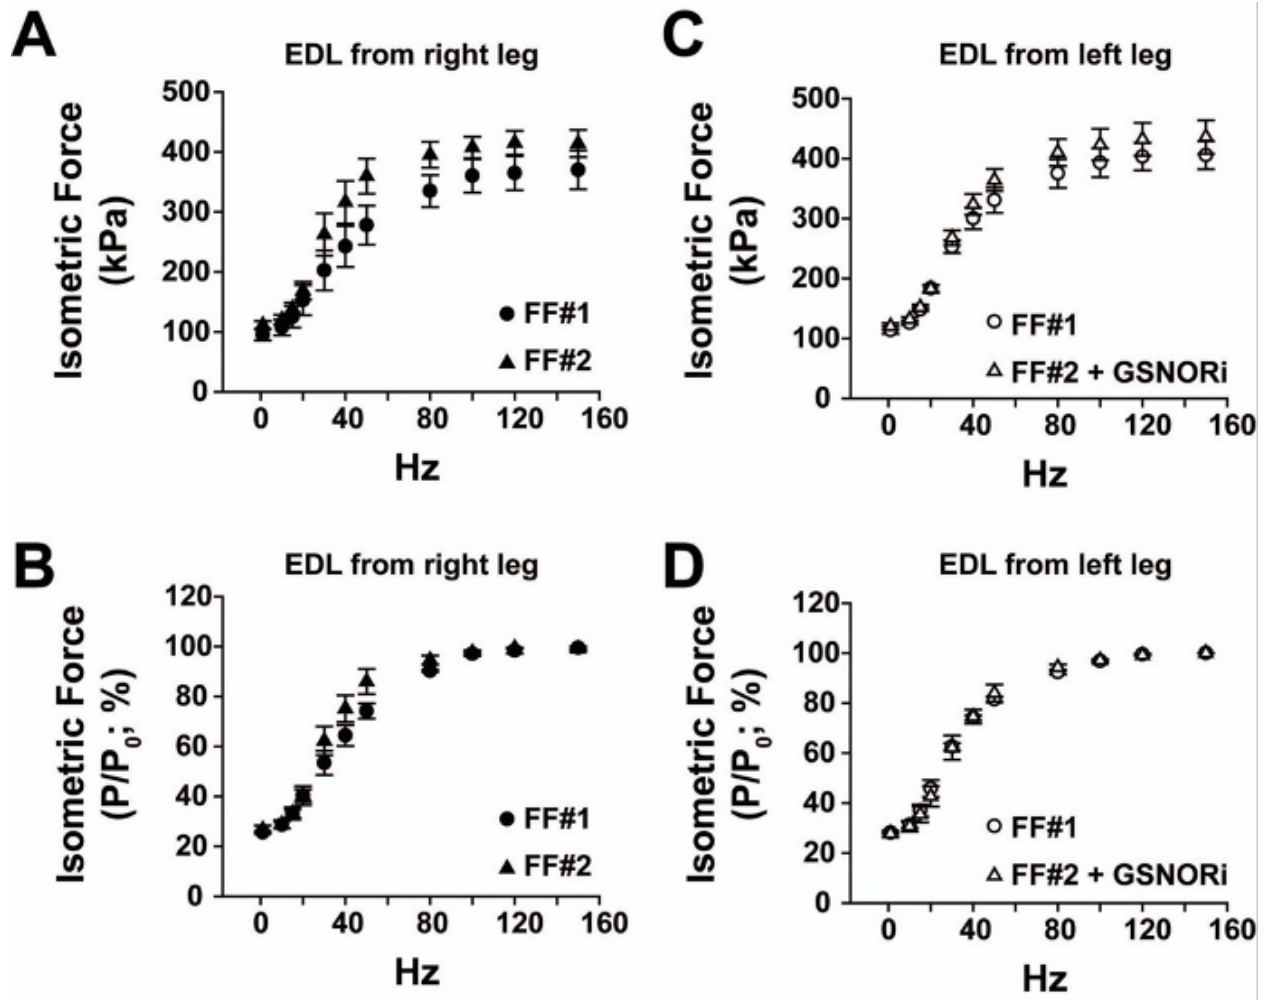 A
EDL from right leg
Isometric Force
(kPa)
500
400
300
200
100
0
FF#1
FF#2
0 40 80 120 160
Hz
C
EDL from left leg
Isometric Force
(kPa)
500
400
300
200
100
0
FF#1
FF#2 + GSNORi
0 40 80 120 160
Hz
B
EDL from right leg
Isometric Force
(P/P₀; %)
120
100
80
60
40
20
0
FF#1
FF#2
0 40 80 120 160
Hz
D
EDL from left leg
Isometric Force
(P/P₀; %)
120
100
80
60
40
20
0
FF#1
FF#2 + GSNORi
0 40 80 120 160
Hz